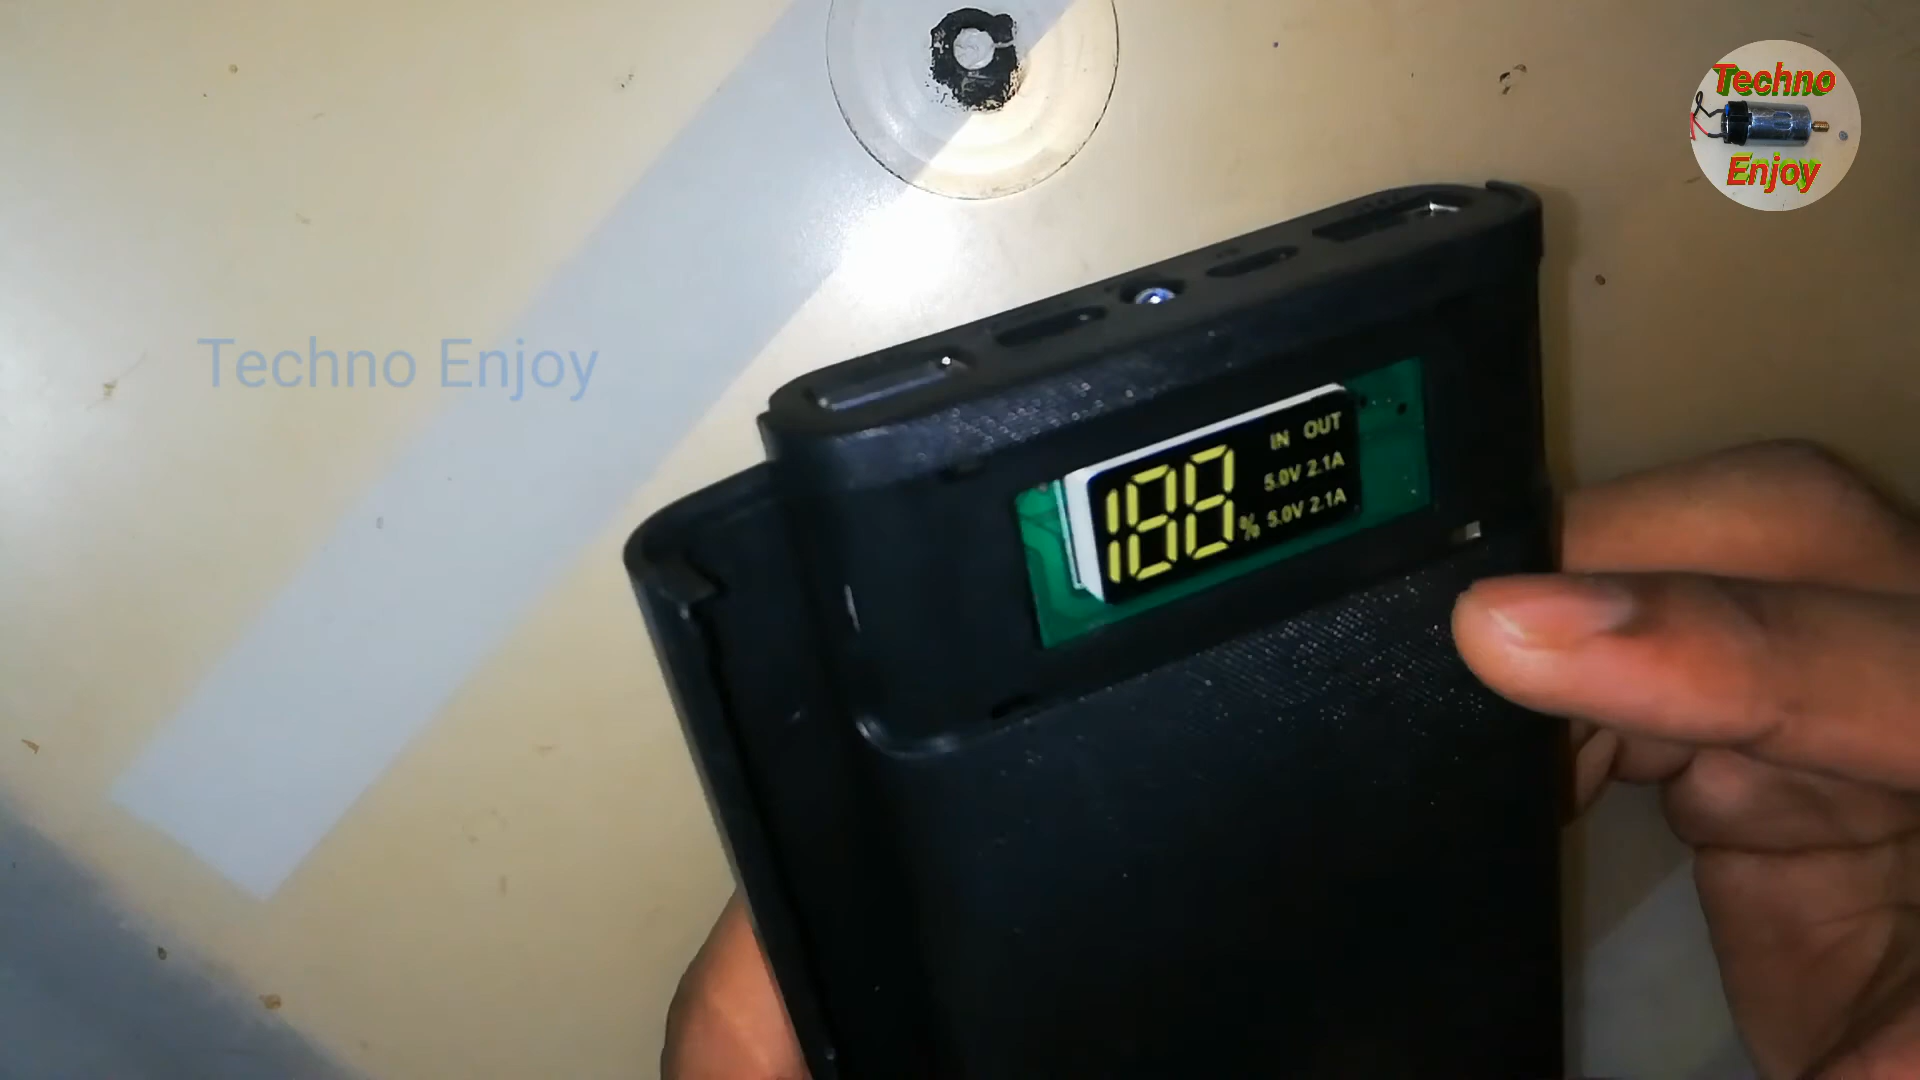 Techno
Enjoy
Techno Enjoy
IN OUT
188% 5.0V 2.1A
5.0V 2.1A